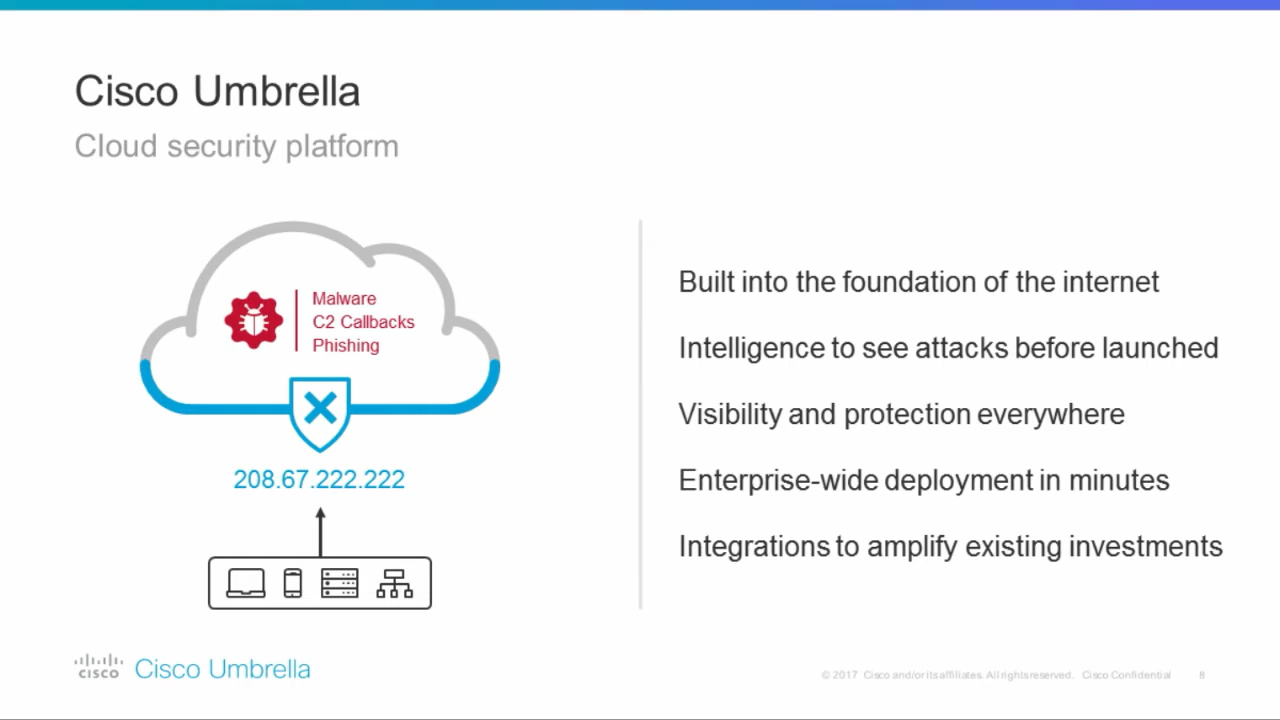 Cisco Umbrella
Cloud security platform
Malware
C2 Callbacks
Phishing
208.67.222.222
Built into the foundation of the internet
Intelligence to see attacks before launched
Visibility and protection everywhere
Enterprise-wide deployment in minutes
Integrations to amplify existing investments
CISCO Cisco Umbrella
© 2017 Cisco and/or its affiliates. All rights reserved. Cisco Confidential 8